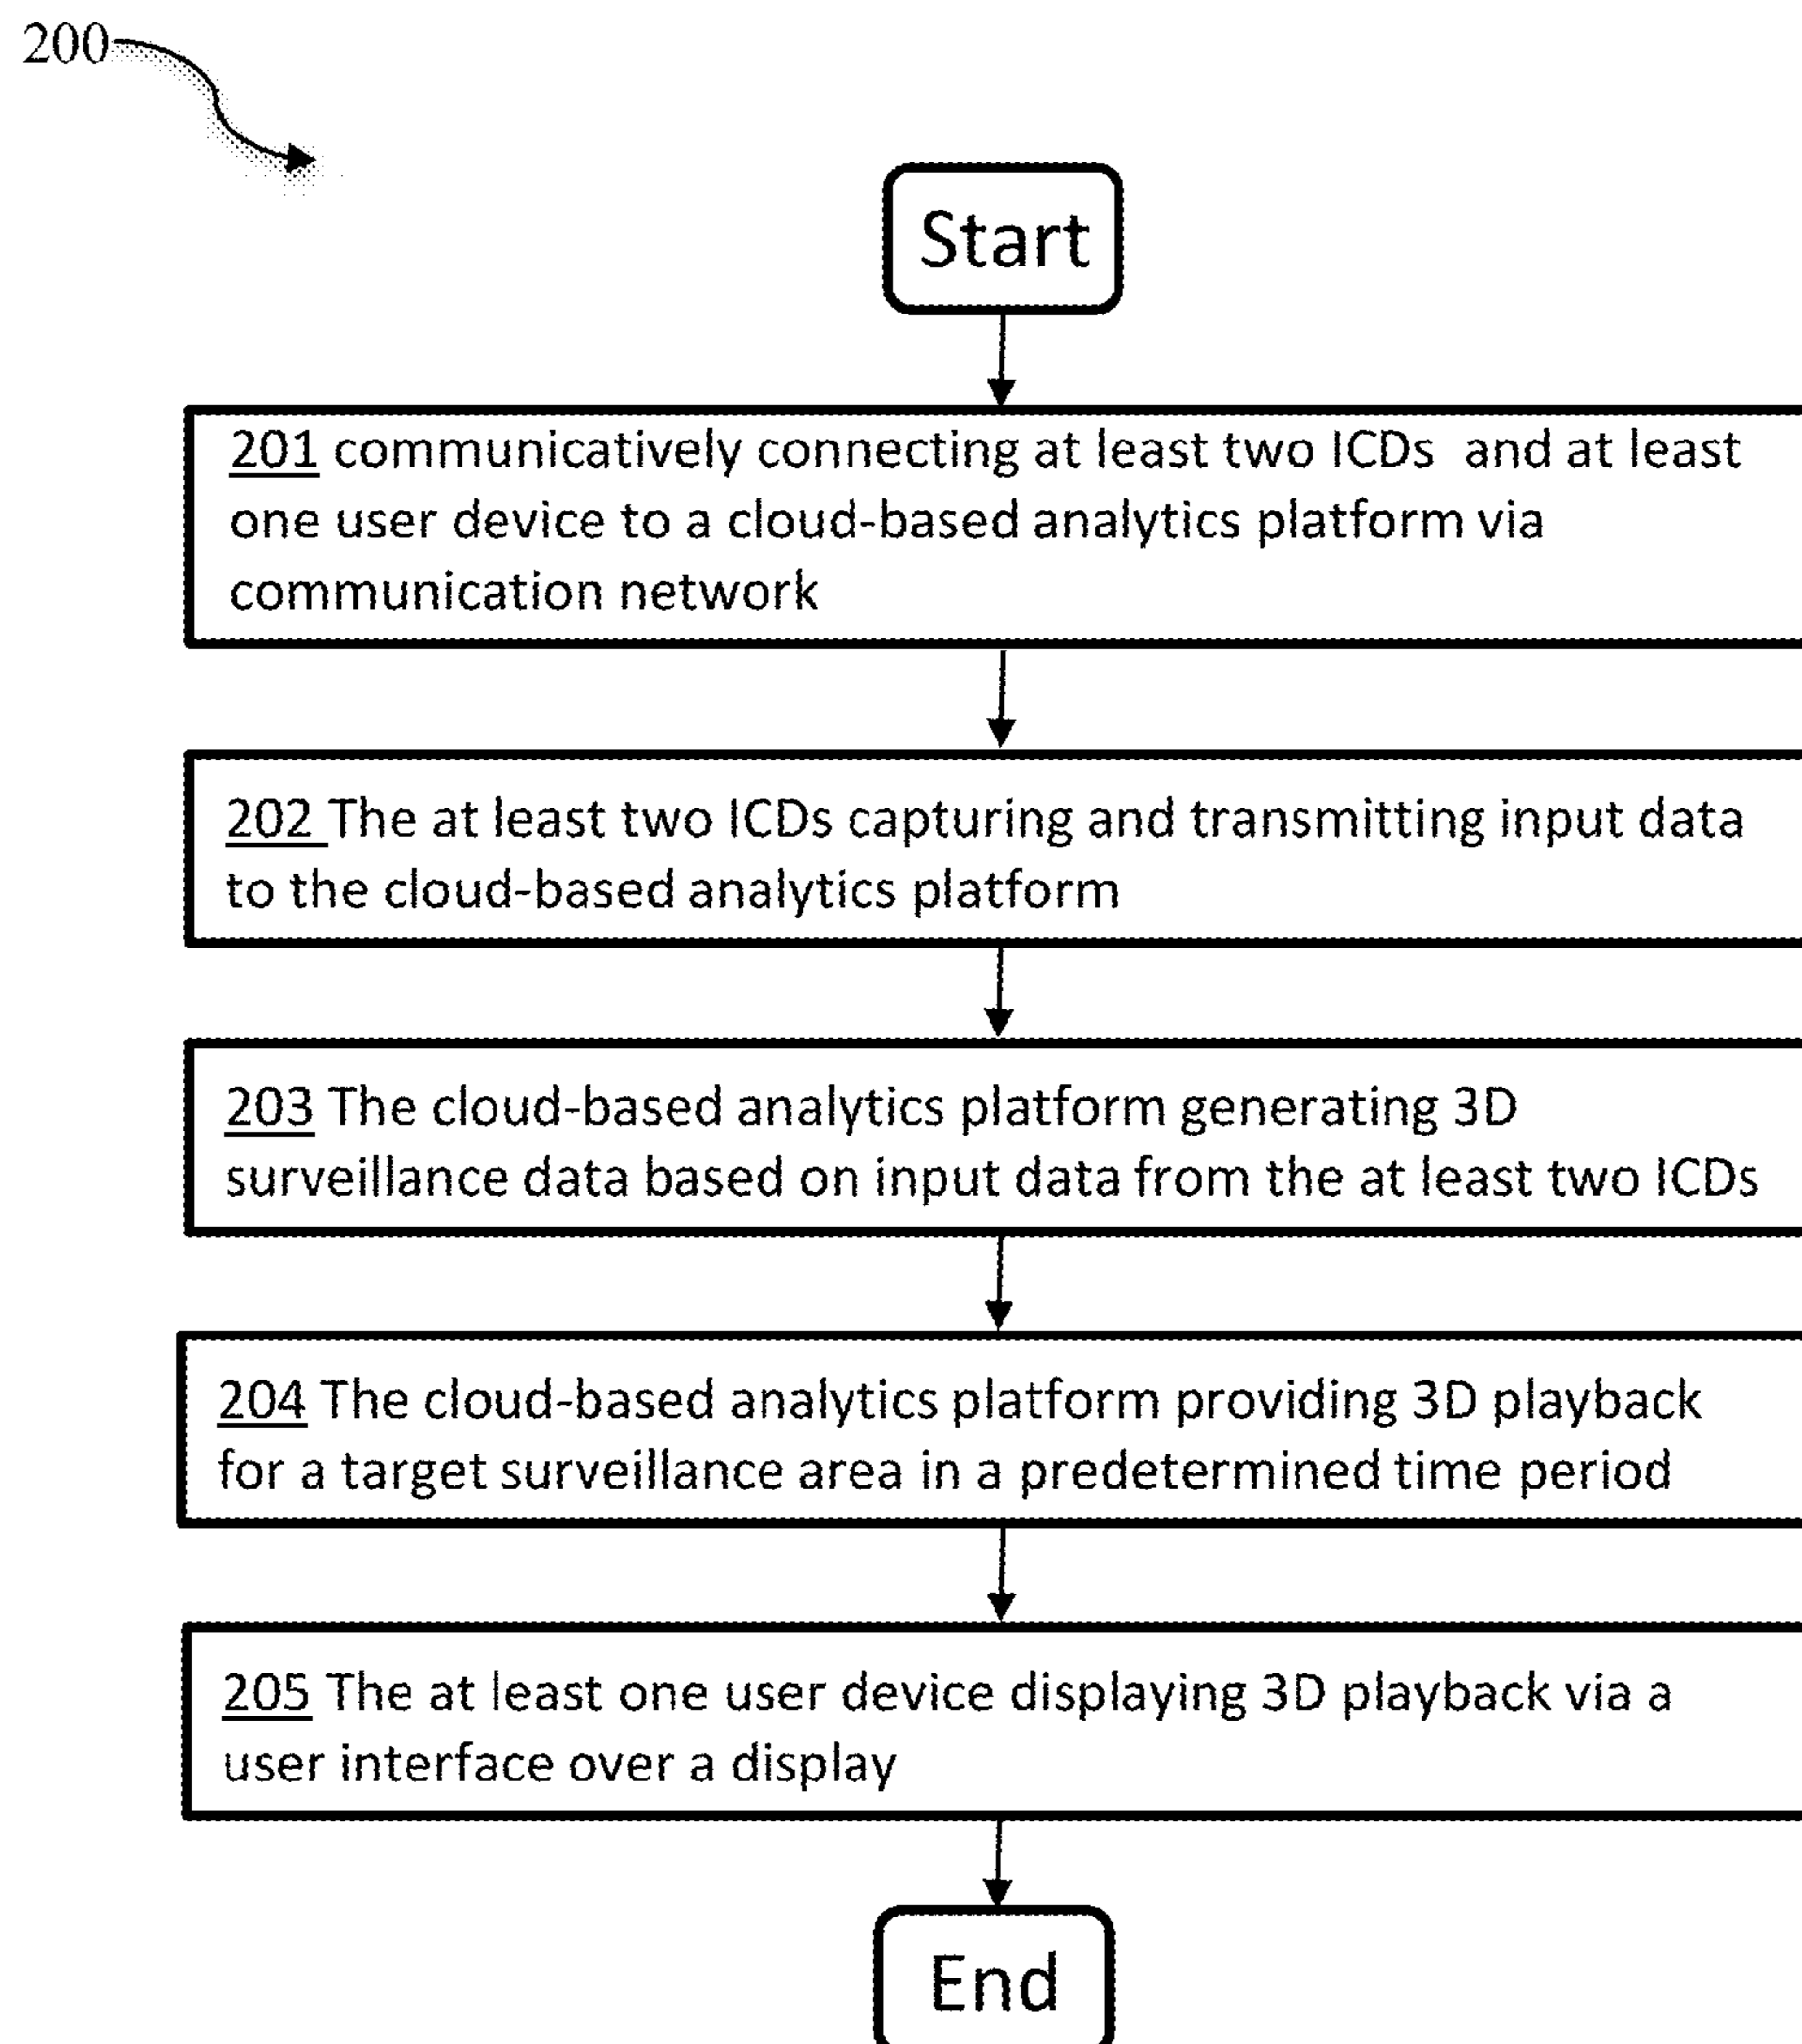 200
Start
201 communicatively connecting at least two ICDs and at least
one user device to a cloud-based analytics platform via
communication network
202 The at least two ICDs capturing and transmitting input data
to the cloud-based analytics platform
203 The cloud-based analytics platform generating 3D
surveillance data based on input data from the at least two ICDs
204 The cloud-based analytics platform providing 3D playback
for a target surveillance area in a predetermined time period
205 The at least one user device displaying 3D playback via a
user interface over a display
End